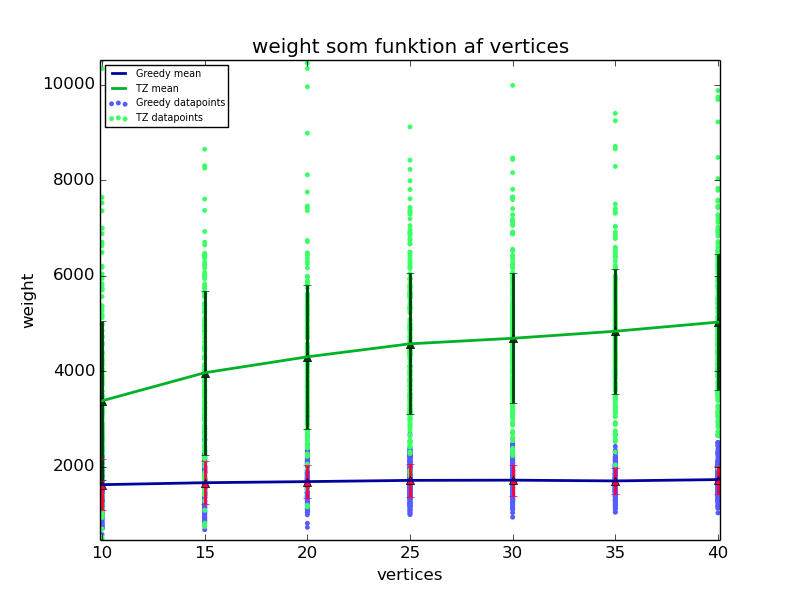 weight som funktion af vertices
Greedy mean
TZ mean
Greedy datapoints
TZ datapoints
10000
8000
6000
4000
2000
weight
10 15 20 25 30 35 40
vertices